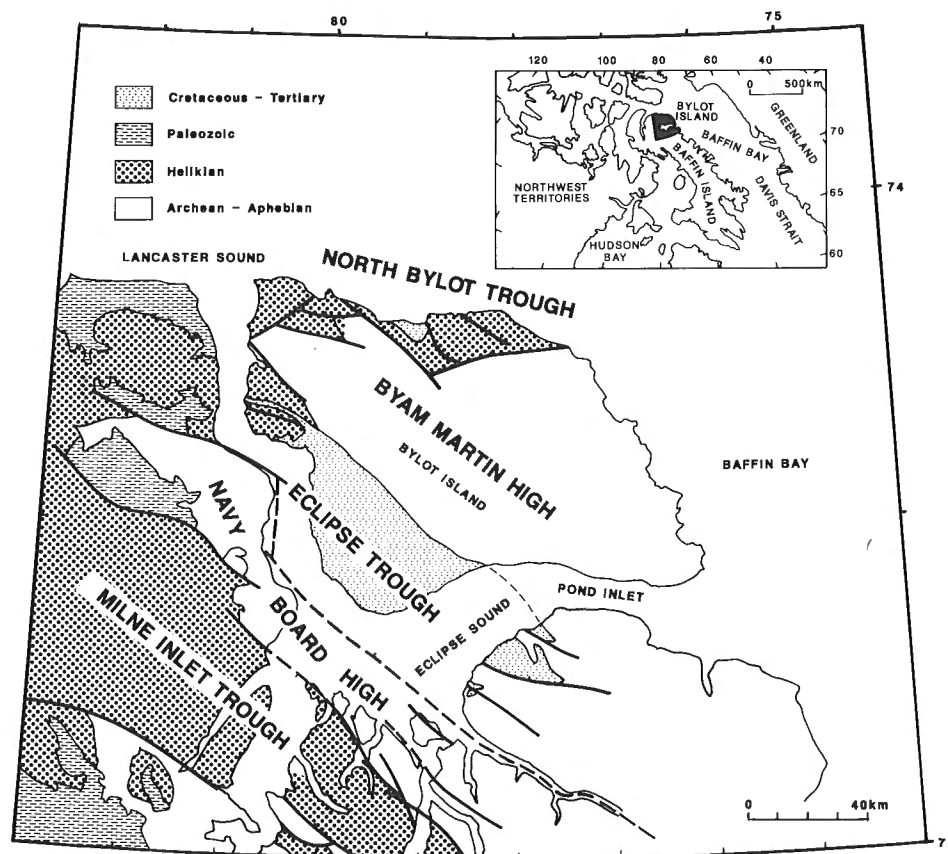 80
75
Cretaceous – Tertiary
Paleozoic
Helikian
Archean – Aphebian
120 100 80 60 40
0 500km
BYLOT
ISLAND
GREENLAND
BAFFIN BAY
BAFFIN ISLAND
DAVIS STRAIT
NORTHWEST
TERRITORIES
HUDSON
BAY
70
65
60
74
LANCASTER SOUND
NORTH BYLOT TROUGH
BYAM MARTIN HIGH
BYLOT ISLAND
BAFFIN BAY
NAVY BOARD HIGH
ECLIPSE TROUGH
POND INLET
ECLIPSE SOUND
MILNE INLET TROUGH
0 40km